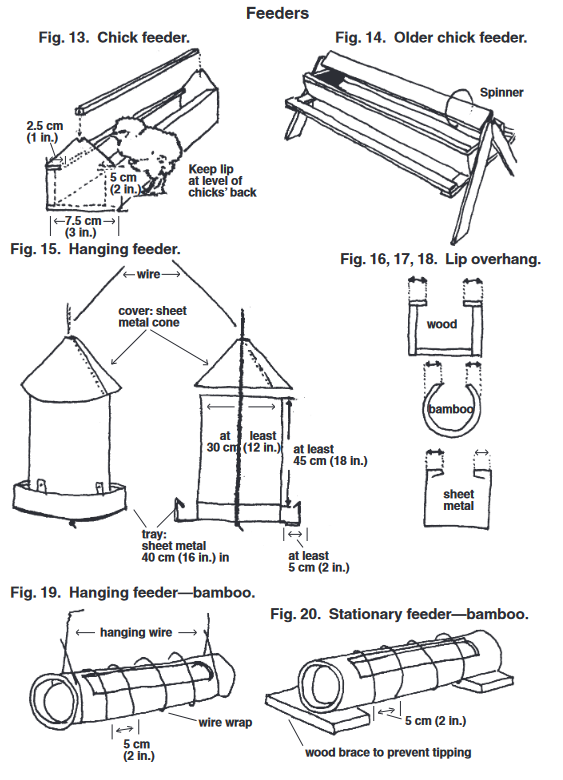 Feeders
Fig. 13. Chick feeder.
2.5 cm
(1 in.)
5 cm
(2 in.)
7.5 cm
(3 in.)
Keep lip
at level of
chicks' back
Fig. 14. Older chick feeder.
Spinner
Fig. 15. Hanging feeder.
wire
cover: sheet
metal cone
at least
30 cm (12 in.)
at least
45 cm (18 in.)
tray:
sheet metal
40 cm (16 in.) in
at least
5 cm (2 in.)
Fig. 16, 17, 18. Lip overhang.
wood
bamboo
sheet
metal
Fig. 19. Hanging feeder—bamboo.
hanging wire
wire wrap
5 cm
(2 in.)
Fig. 20. Stationary feeder—bamboo.
5 cm (2 in.)
wood brace to prevent tipping